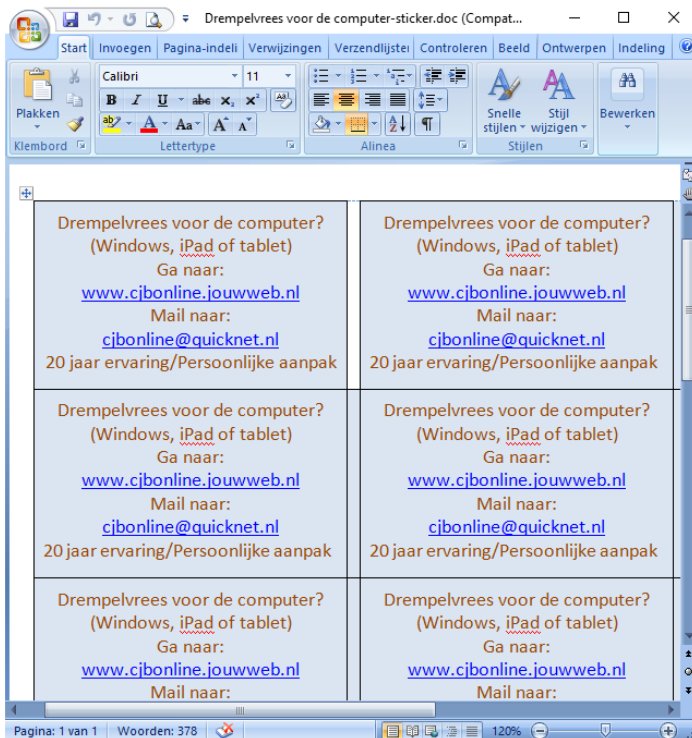 Drempelvrees voor de computer-sticker.doc (Compat...
Start Invoegen Pagina-indeli Verwijzingen Verzendlijstei Controleren Beeld Ontwerpen Indeling
Calibri 11
Plakken
Snelle stijlen
Stijl wijzigen
Bewerken
Klembord Lettertype Alinea Stijlen
Drempelvrees voor de computer?
(Windows, iPad of tablet)
Ga naar:
www.cjbonline.jouwweb.nl
Mail naar:
cjbonline@quicknet.nl
20 jaar ervaring/Persoonlijke aanpak
Drempelvrees voor de computer?
(Windows, iPad of tablet)
Ga naar:
www.cjbonline.jouwweb.nl
Mail naar:
cjbonline@quicknet.nl
20 jaar ervaring/Persoonlijke aanpak
Drempelvrees voor de computer?
(Windows, iPad of tablet)
Ga naar:
www.cjbonline.jouwweb.nl
Mail naar:
cjbonline@quicknet.nl
20 jaar ervaring/Persoonlijke aanpak
Drempelvrees voor de computer?
(Windows, iPad of tablet)
Ga naar:
www.cjbonline.jouwweb.nl
Mail naar:
cjbonline@quicknet.nl
20 jaar ervaring/Persoonlijke aanpak
Drempelvrees voor de computer?
(Windows, iPad of tablet)
Ga naar:
www.cjbonline.jouwweb.nl
Mail naar:
Drempelvrees voor de computer?
(Windows, iPad of tablet)
Ga naar:
www.cjbonline.jouwweb.nl
Mail naar:
Pagina: 1 van 1 Woorden: 378 120%